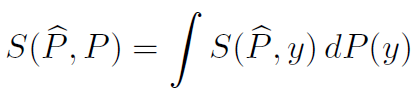 S(P̂, P) = ∫ S(P̂, y) dP(y)